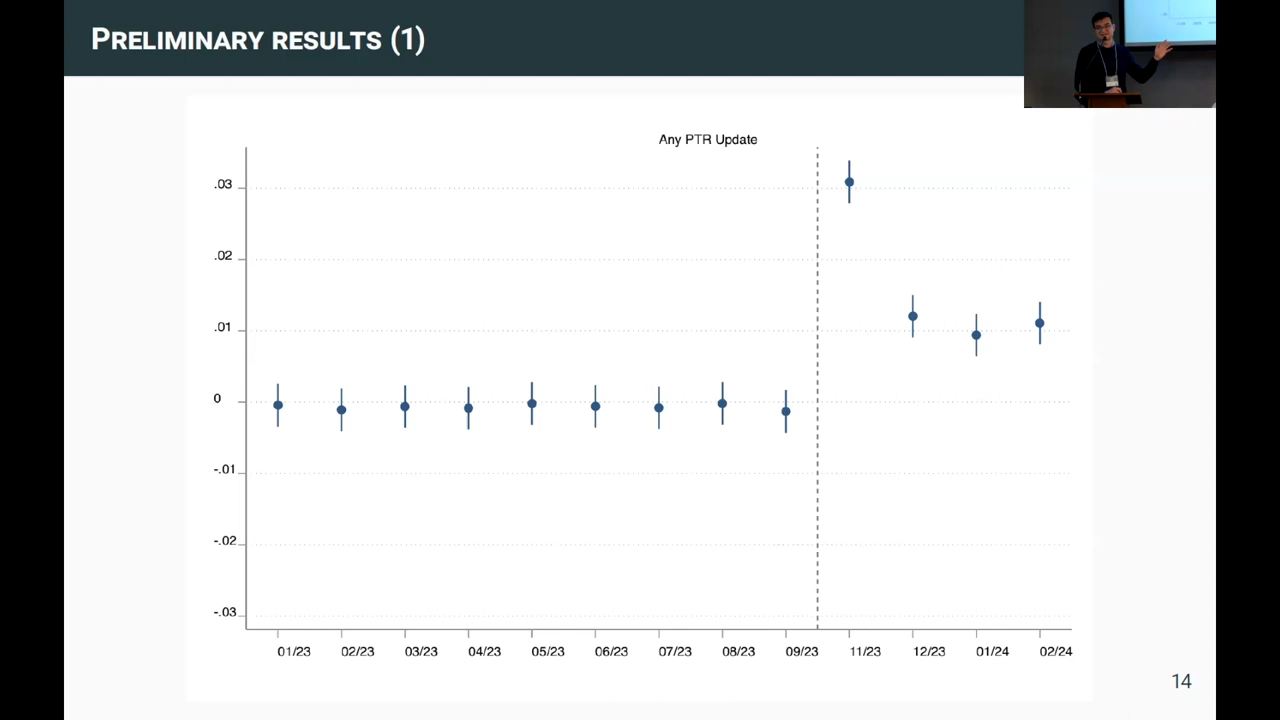 PRELIMINARY RESULTS (1)
Any PTR Update
.03
.02
.01
0
-.01
-.02
-.03
01/23 02/23 03/23 04/23 05/23 06/23 07/23 08/23 09/23 11/23 12/23 01/24 02/24
14